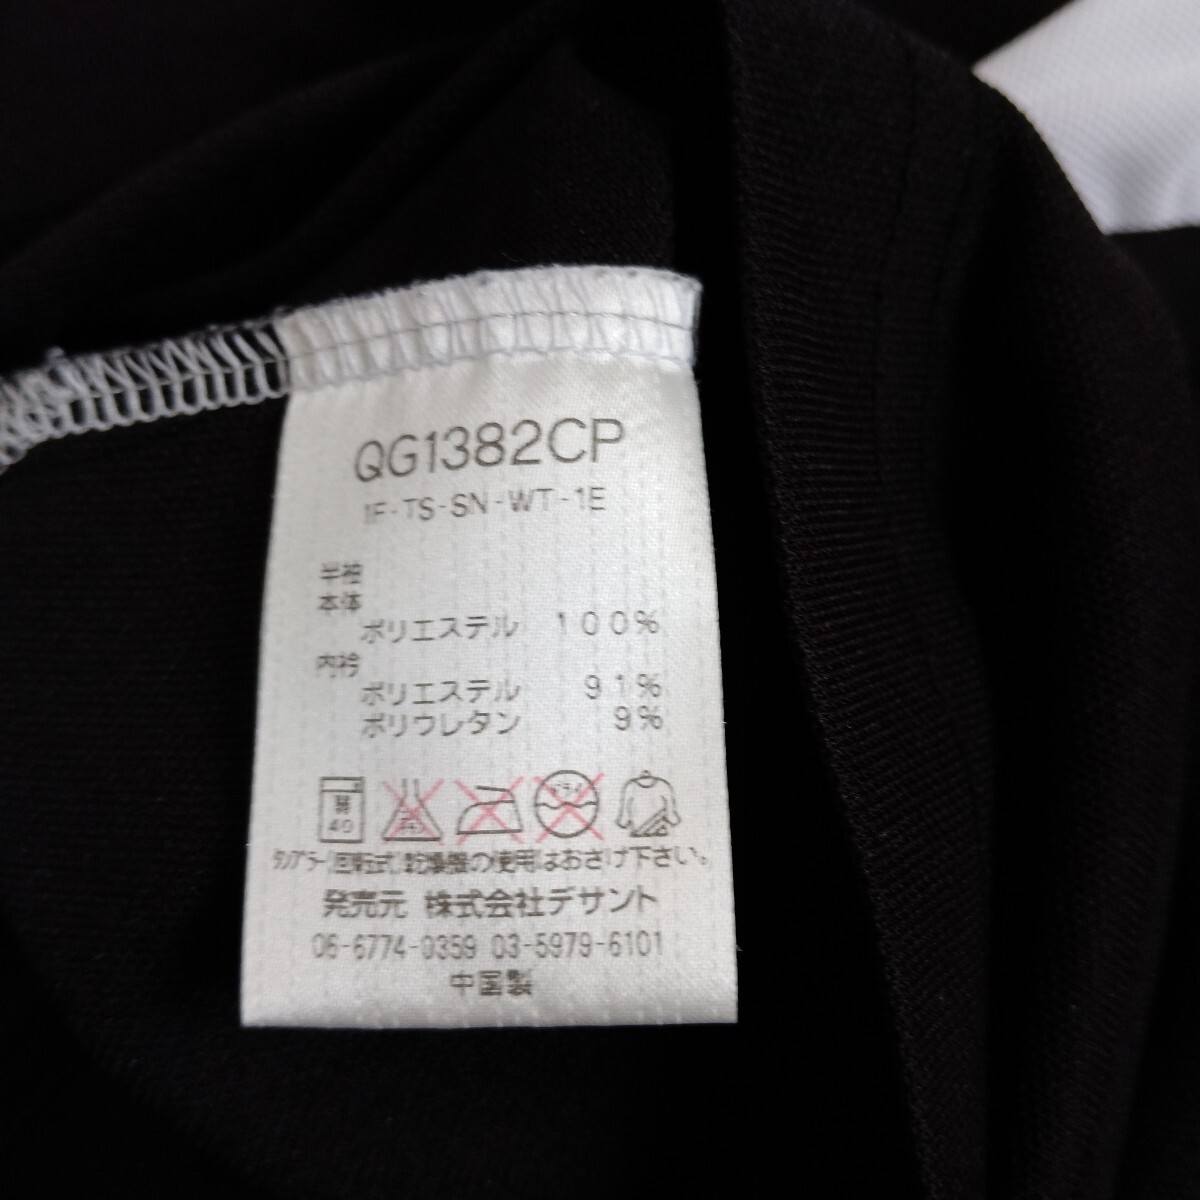 QG1382CP
1F-TS-SN-WT-1E
半袖
本体
ポリエステル 100%
内衿
ポリエステル 91%
ポリウレタン 9%
弱 40
タンブラー(回転式)乾燥機の使用はおさけ下さい。
発売元 株式会社デサント
06-6774-0359 03-5979-6101
中国製